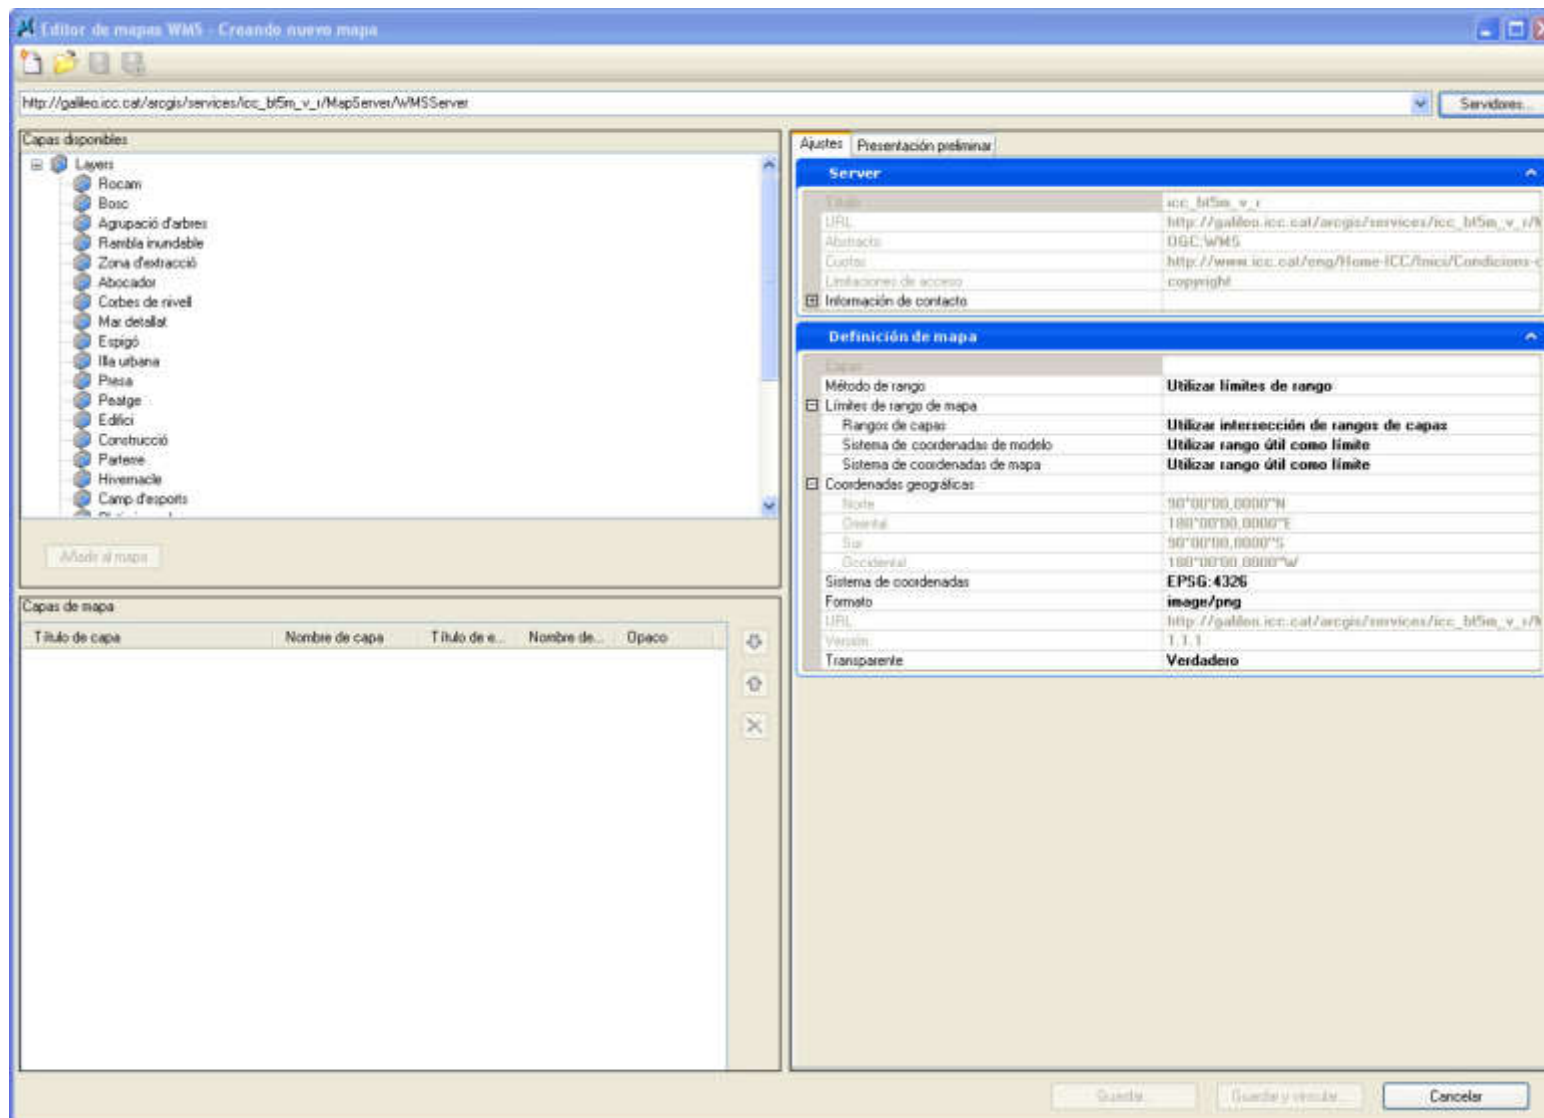 Editor de mapas WMS - Creando nuevo mapa
http://galileo.icc.cat/arcgis/services/icc_bt5m_v_r/MapServer/WMSServer
Servidores...
Capas disponibles
Layers
Rocam
Bosc
Agrupació d'arbres
Rambla inundable
Zona d'extracció
Abocador
Corbes de nivell
Mar detallat
Espigó
Illa urbana
Presa
Peatge
Edifici
Construcció
Parterre
Hivernacle
Camp d'esports
Añadir al mapa
Capas de mapa
Título de capa Nombre de capa Título de e... Nombre de... Opaco
Ajustes Presentación preliminar
Server
Título icc_bt5m_v_r
URL http://galileo.icc.cat/arcgis/services/icc_bt5m_v_r/M
Abstracto OGC:WMS
Cuotas http://www.icc.cat/eng/Home-ICC/Inici/Condicions-c
Limitaciones de acceso copyright
Información de contacto
Definición de mapa
Capas
Método de rango Utilizar límites de rango
Límites de rango de mapa
Rangos de capas Utilizar intersección de rangos de capas
Sistema de coordenadas de modelo Utilizar rango útil como límite
Sistema de coordenadas de mapa Utilizar rango útil como límite
Coordenadas geográficas
Norte 90°00'00,0000"N
Oriental 180°00'00,0000"E
Sur 90°00'00,0000"S
Occidental 180°00'00,0000"W
Sistema de coordenadas EPSG:4326
Formato image/png
URL http://galileo.icc.cat/arcgis/services/icc_bt5m_v_r/M
Versión 1.1.1
Transparente Verdadero
Guardar... Guardar y vincular... Cancelar